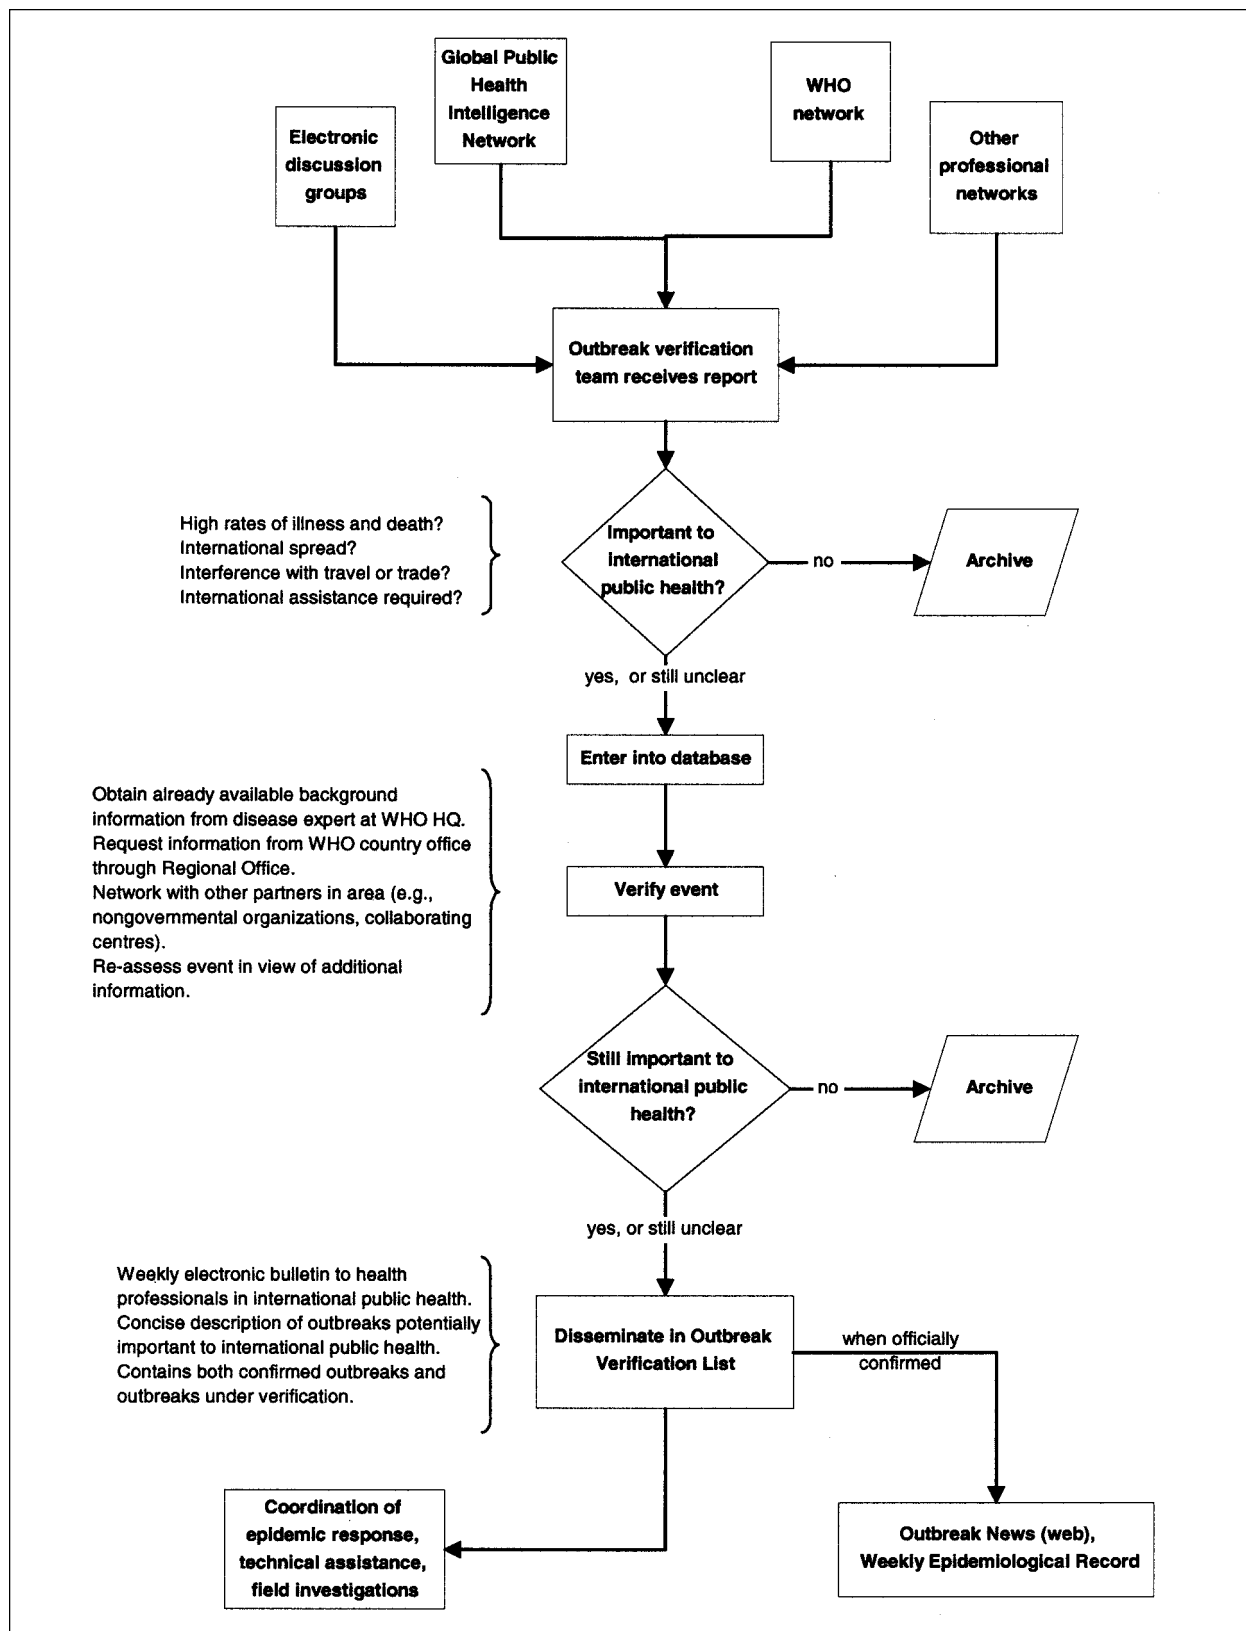 Global Public
Health
Intelligence
Network
WHO
network
Electronic
discussion
groups
Other
professional
networks
Outbreak verification
team receives report
High rates of illness and death?
International spread?
Interference with travel or trade?
International assistance required?
Important to
international
public health?
no
Archive
yes, or still unclear
Enter into database
Obtain already available background
information from disease expert at WHO HQ.
Request information from WHO country office
through Regional Office.
Network with other partners in area (e.g.,
nongovernmental organizations, collaborating
centres).
Re-assess event in view of additional
information.
Verify event
Still important to
international public
health?
no
Archive
yes, or still unclear
Weekly electronic bulletin to health
professionals in international public health.
Concise description of outbreaks potentially
important to international public health.
Contains both confirmed outbreaks and
outbreaks under verification.
Disseminate in Outbreak
Verification List
when officially
confirmed
Coordination of
epidemic response,
technical assistance,
field investigations
Outbreak News (web),
Weekly Epidemiological Record